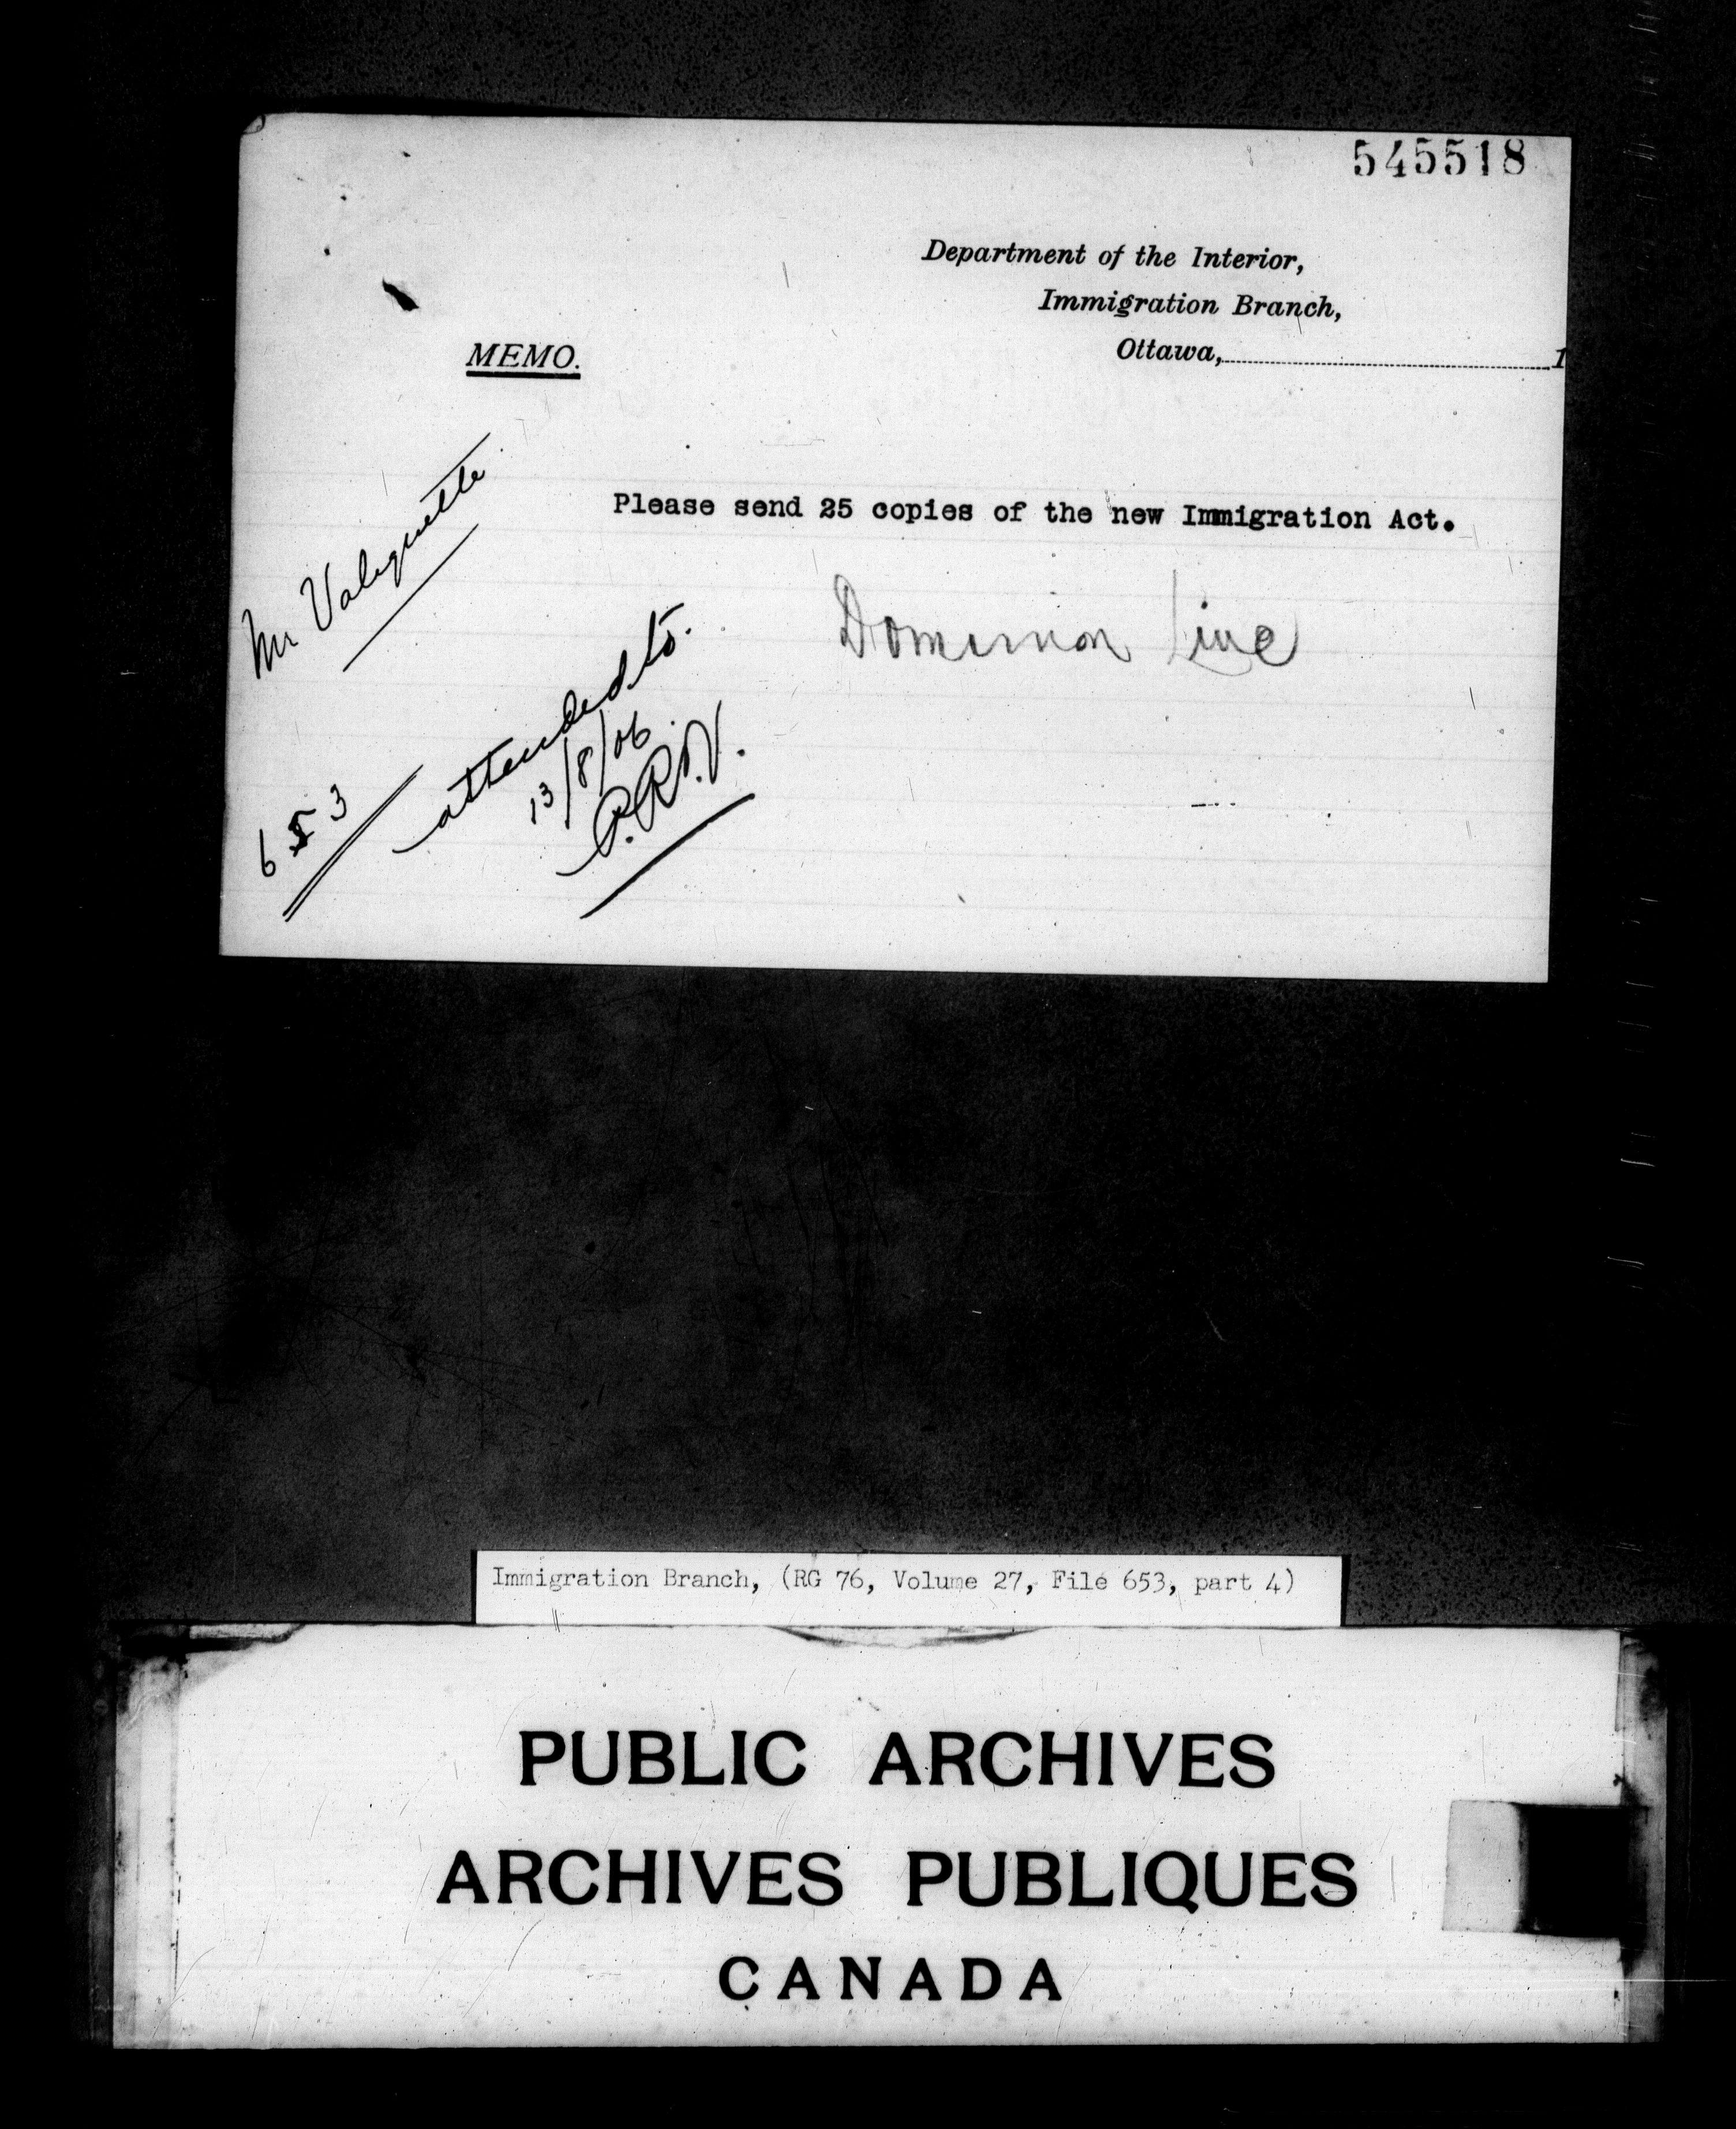 545518
Department of the Interior,
Immigration Branch,
Ottawa, 1
MEMO.
Mr Valiquette
Please send 25 copies of the new Immigration Act.
Dominion Line
attended to.
13/8/06
653
Immigration Branch, (RG 76, Volume 27, File 653, part 4)
PUBLIC ARCHIVES
ARCHIVES PUBLIQUES
CANADA